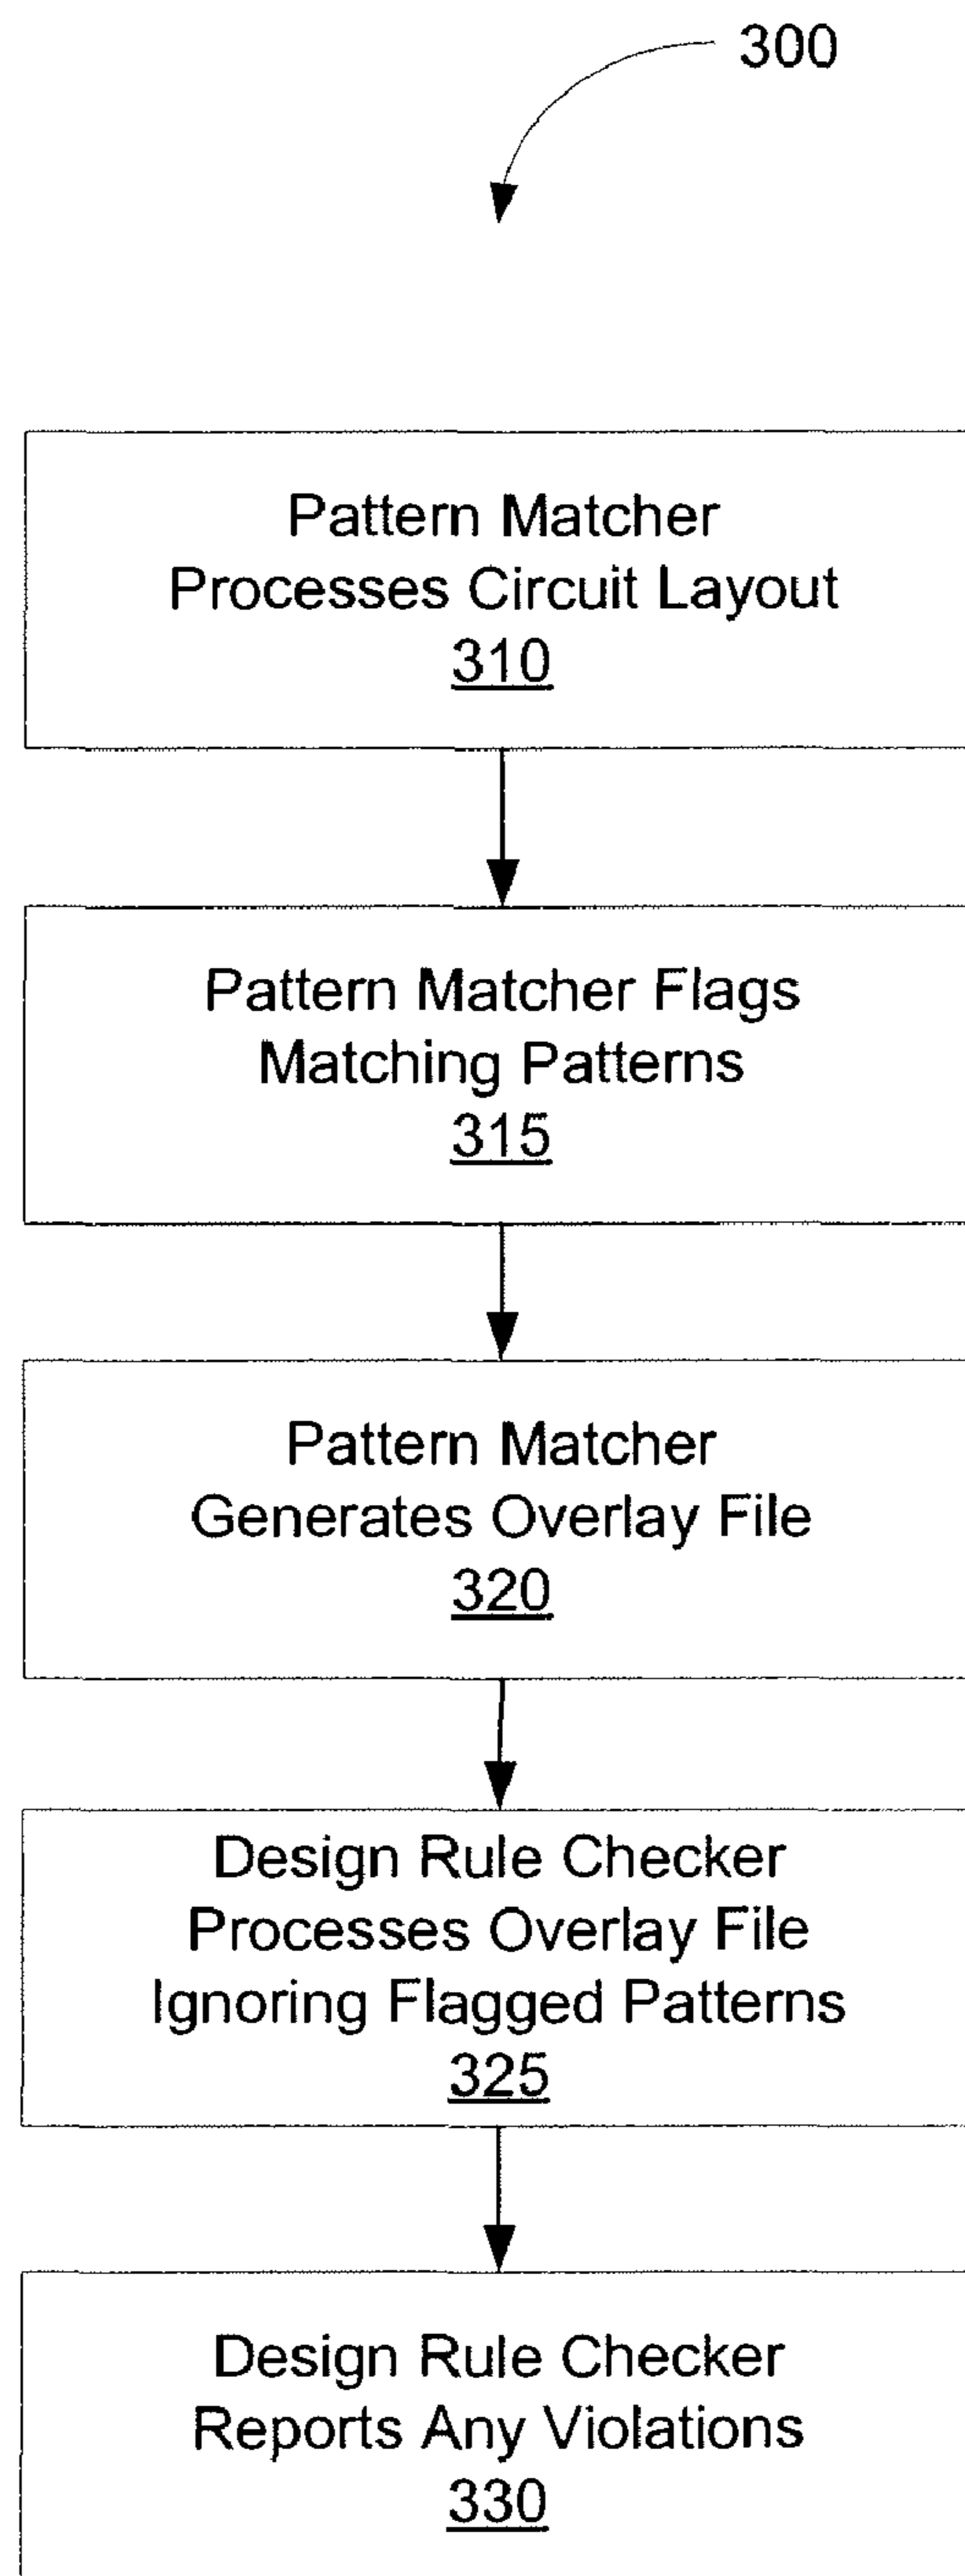 300
Pattern Matcher
Processes Circuit Layout
310
Pattern Matcher Flags
Matching Patterns
315
Pattern Matcher
Generates Overlay File
320
Design Rule Checker
Processes Overlay File
Ignoring Flagged Patterns
325
Design Rule Checker
Reports Any Violations
330